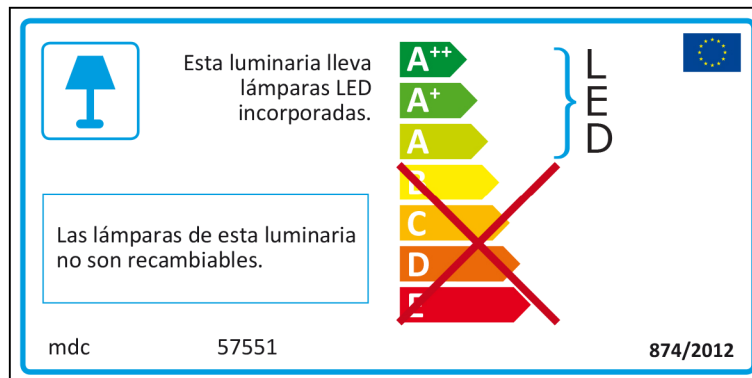 Esta luminaria lleva
lámparas LED
incorporadas.
A++
A+
A
B
C
D
E
L
E
D
Las lámparas de esta luminaria
no son recambiables.
mdc 57551
874/2012